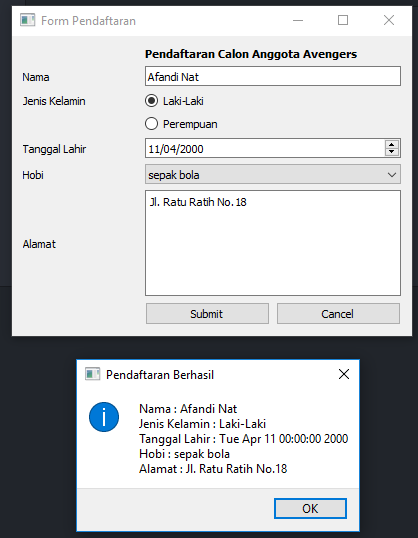 Form Pendaftaran
Pendaftaran Calon Anggota Avengers
Nama
Afandi Nat
Jenis Kelamin
Laki-Laki
Perempuan
Tanggal Lahir
11/04/2000
Hobi
sepak bola
Alamat
Jl. Ratu Ratih No.18
Submit
Cancel
Pendaftaran Berhasil
Nama : Afandi Nat
Jenis Kelamin : Laki-Laki
Tanggal Lahir : Tue Apr 11 00:00:00 2000
Hobi : sepak bola
Alamat : Jl. Ratu Ratih No.18
OK